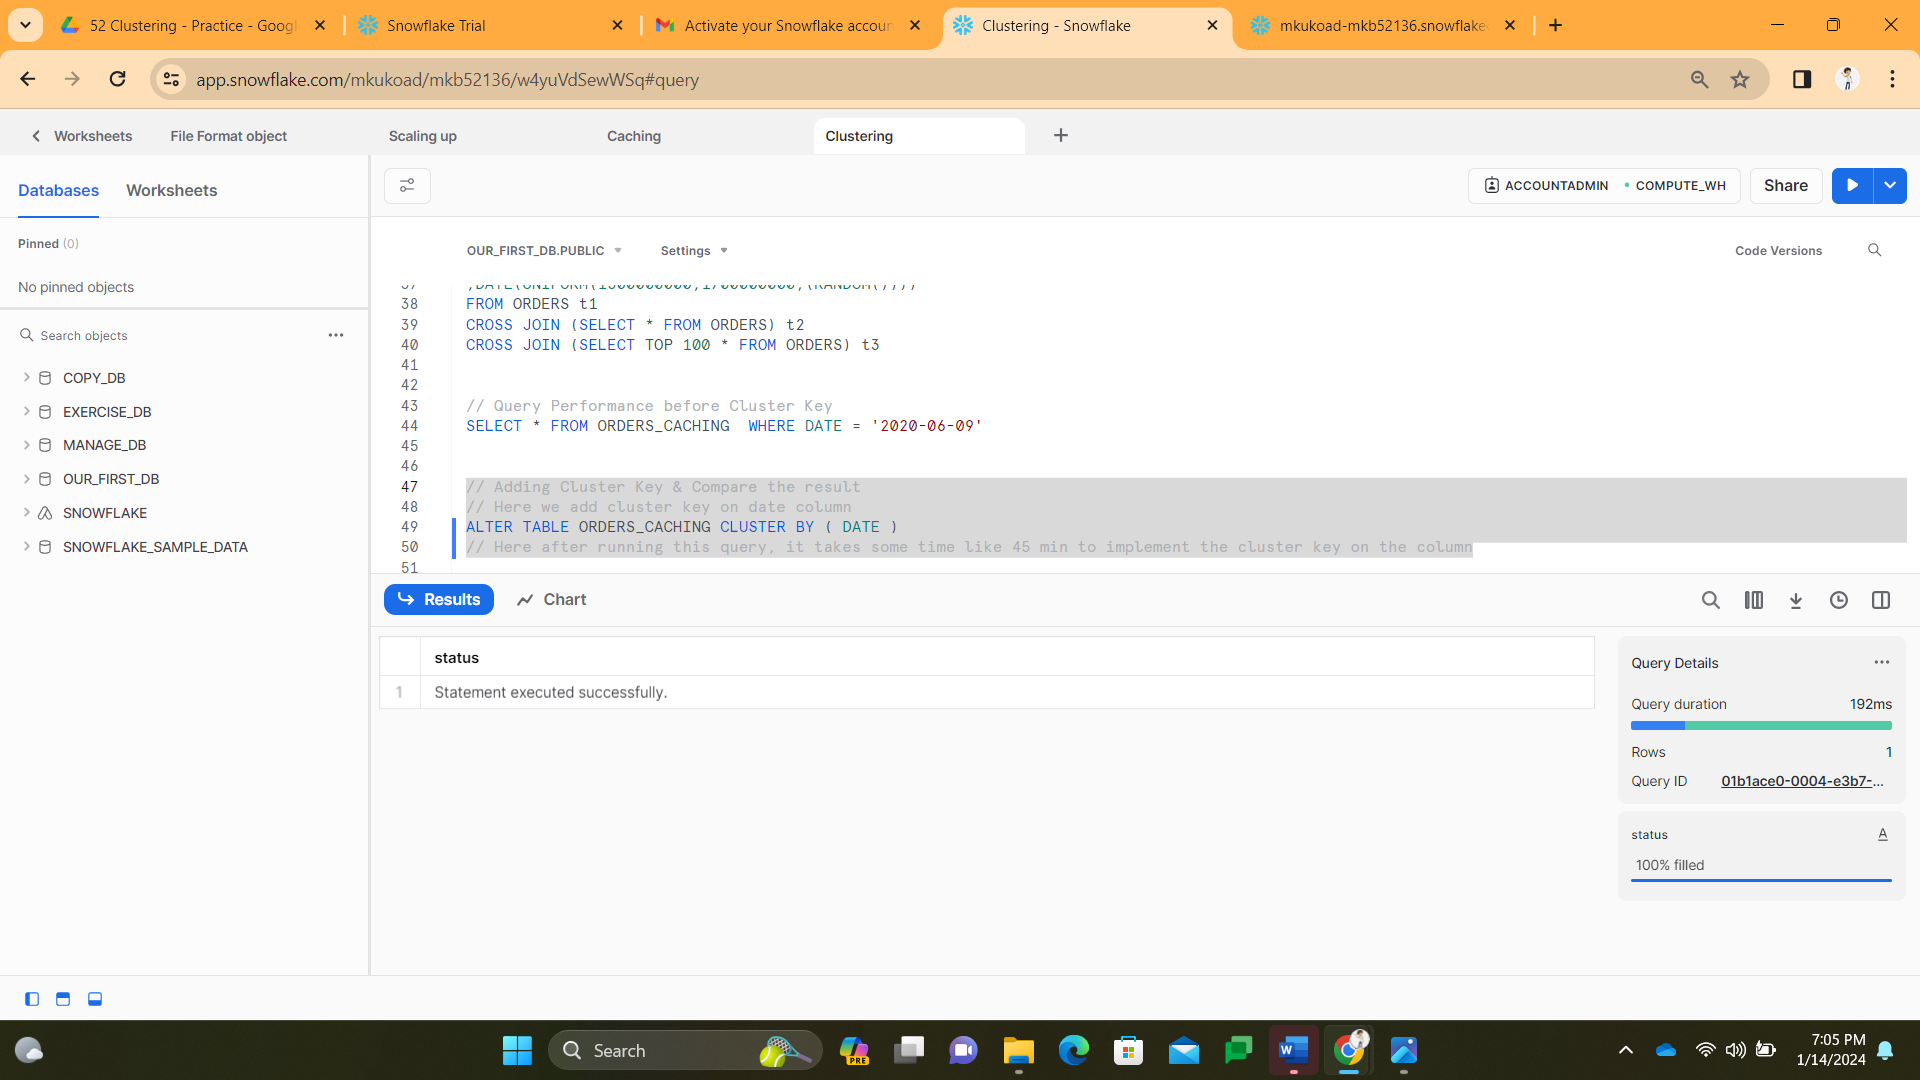 52 Clustering - Practice - Goog
Snowflake Trial
Activate your Snowflake accoun
Clustering - Snowflake
mkukoad-mkb52136.snowflake
app.snowflake.com/mkukoad/mkb52136/w4yuVdSewWSq#query
Worksheets
File Format object
Scaling up
Caching
Clustering
Databases
Worksheets
ACCOUNTADMIN
COMPUTE_WH
Share
Pinned (0)
No pinned objects
Search objects
COPY_DB
EXERCISE_DB
MANAGE_DB
OUR_FIRST_DB
SNOWFLAKE
SNOWFLAKE_SAMPLE_DATA
OUR_FIRST_DB.PUBLIC
Settings
Code Versions
37 ,DATE(UNIFORM(1500000000,1700000000,(RANDOM())))
38 FROM ORDERS t1
39 CROSS JOIN (SELECT * FROM ORDERS) t2
40 CROSS JOIN (SELECT TOP 100 * FROM ORDERS) t3
41
42
43 // Query Performance before Cluster Key
44 SELECT * FROM ORDERS_CACHING  WHERE DATE = '2020-06-09'
45
46
47 // Adding Cluster Key & Compare the result
48 // Here we add cluster key on date column
49 ALTER TABLE ORDERS_CACHING CLUSTER BY ( DATE )
50 // Here after running this query, it takes some time like 45 min to implement the cluster key on the column
51
Results
Chart
status
1 Statement executed successfully.
Query Details
Query duration 192ms
Rows 1
Query ID 01b1ace0-0004-e3b7-...
status
A
100% filled
Search
PRE
7:05 PM
1/14/2024